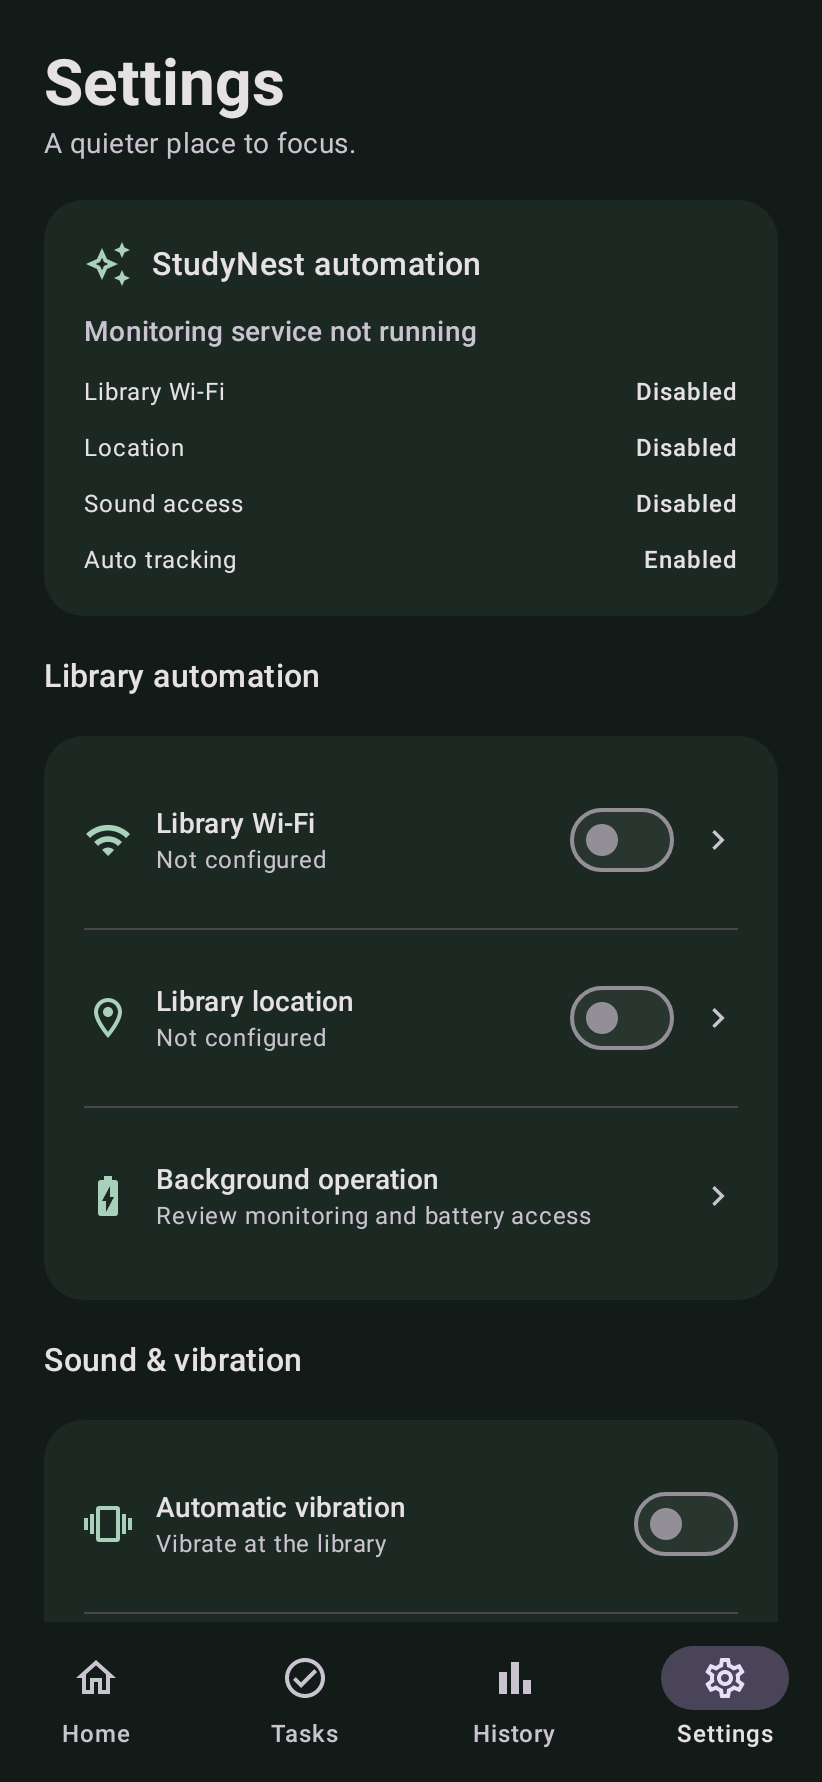 Settings
A quieter place to focus.
StudyNest automation
Monitoring service not running
Library Wi-Fi Disabled
Location Disabled
Sound access Disabled
Auto tracking Enabled
Library automation
Library Wi-Fi
Not configured
Library location
Not configured
Background operation
Review monitoring and battery access
Sound & vibration
Automatic vibration
Vibrate at the library
Home Tasks History Settings